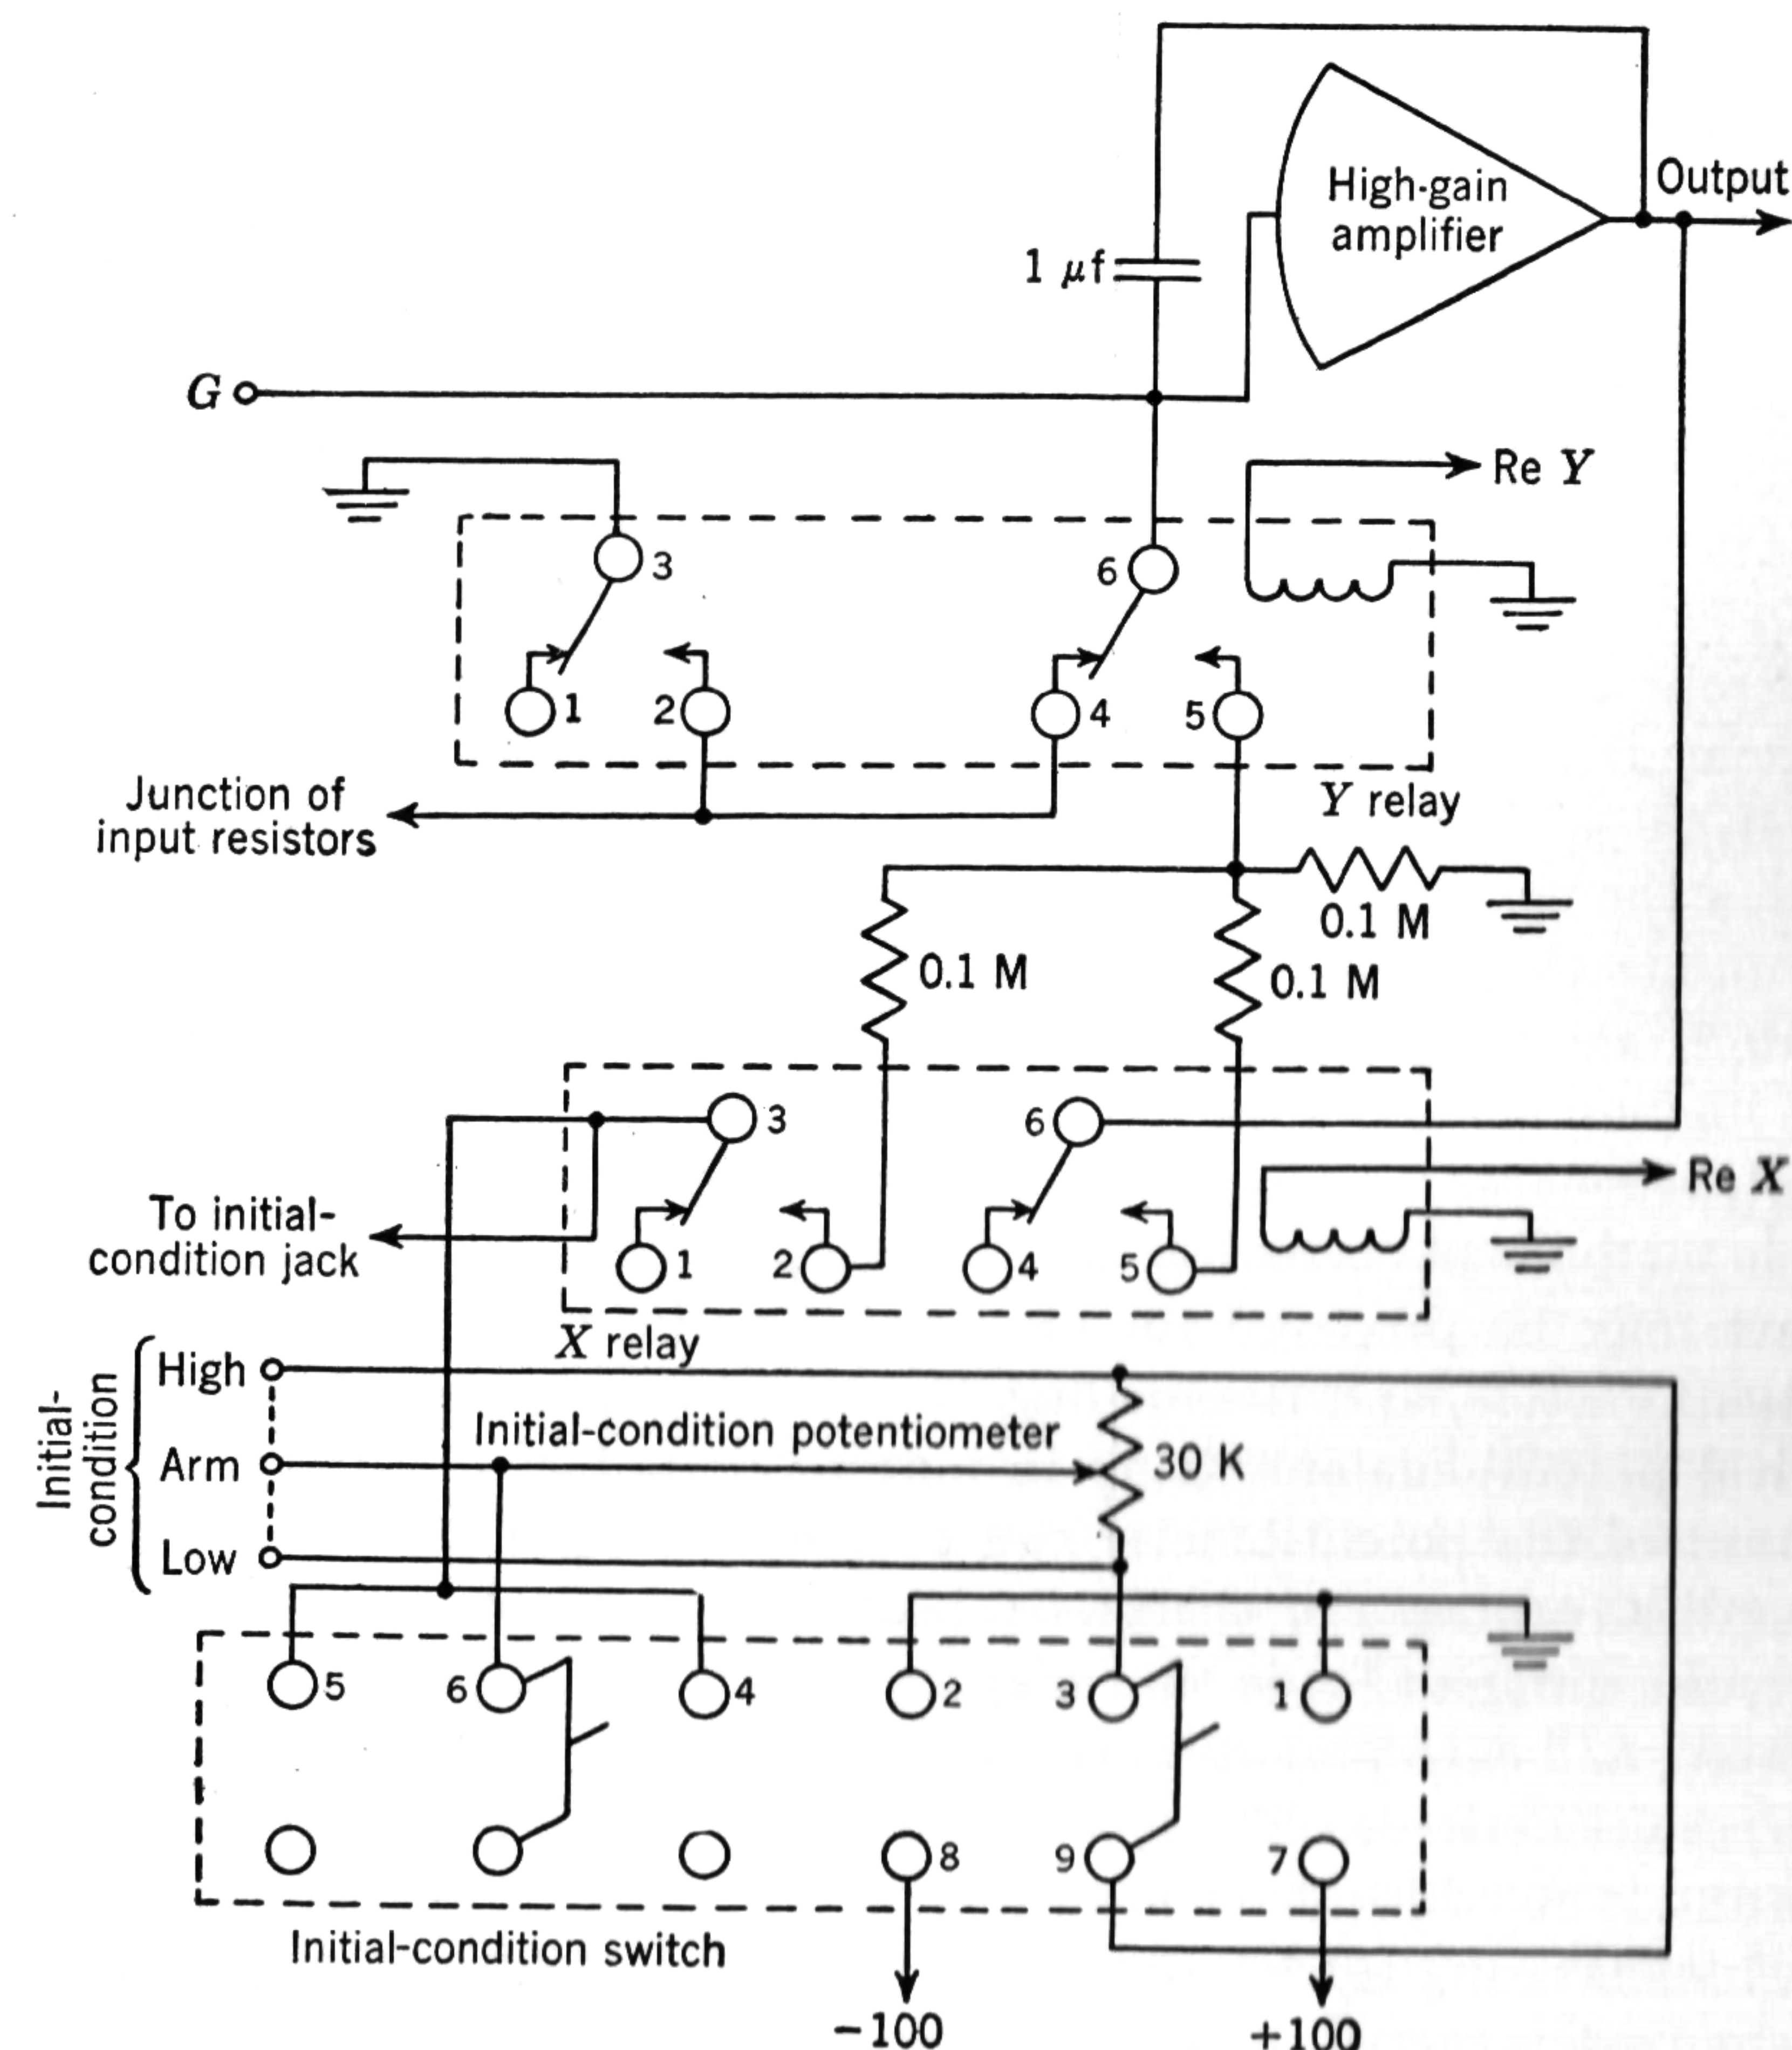 High-gain
amplifier
Output
1 μf
G
Re Y
3
6
1
2
4
5
Junction of
input resistors
Y relay
0.1 M
0.1 M
0.1 M
3
6
To initial-
condition jack
1
2
4
5
Re X
X relay
Initial-
condition
High
Arm
Low
Initial-condition potentiometer
30 K
5
6
4
2
3
1
8
9
7
Initial-condition switch
−100
+100